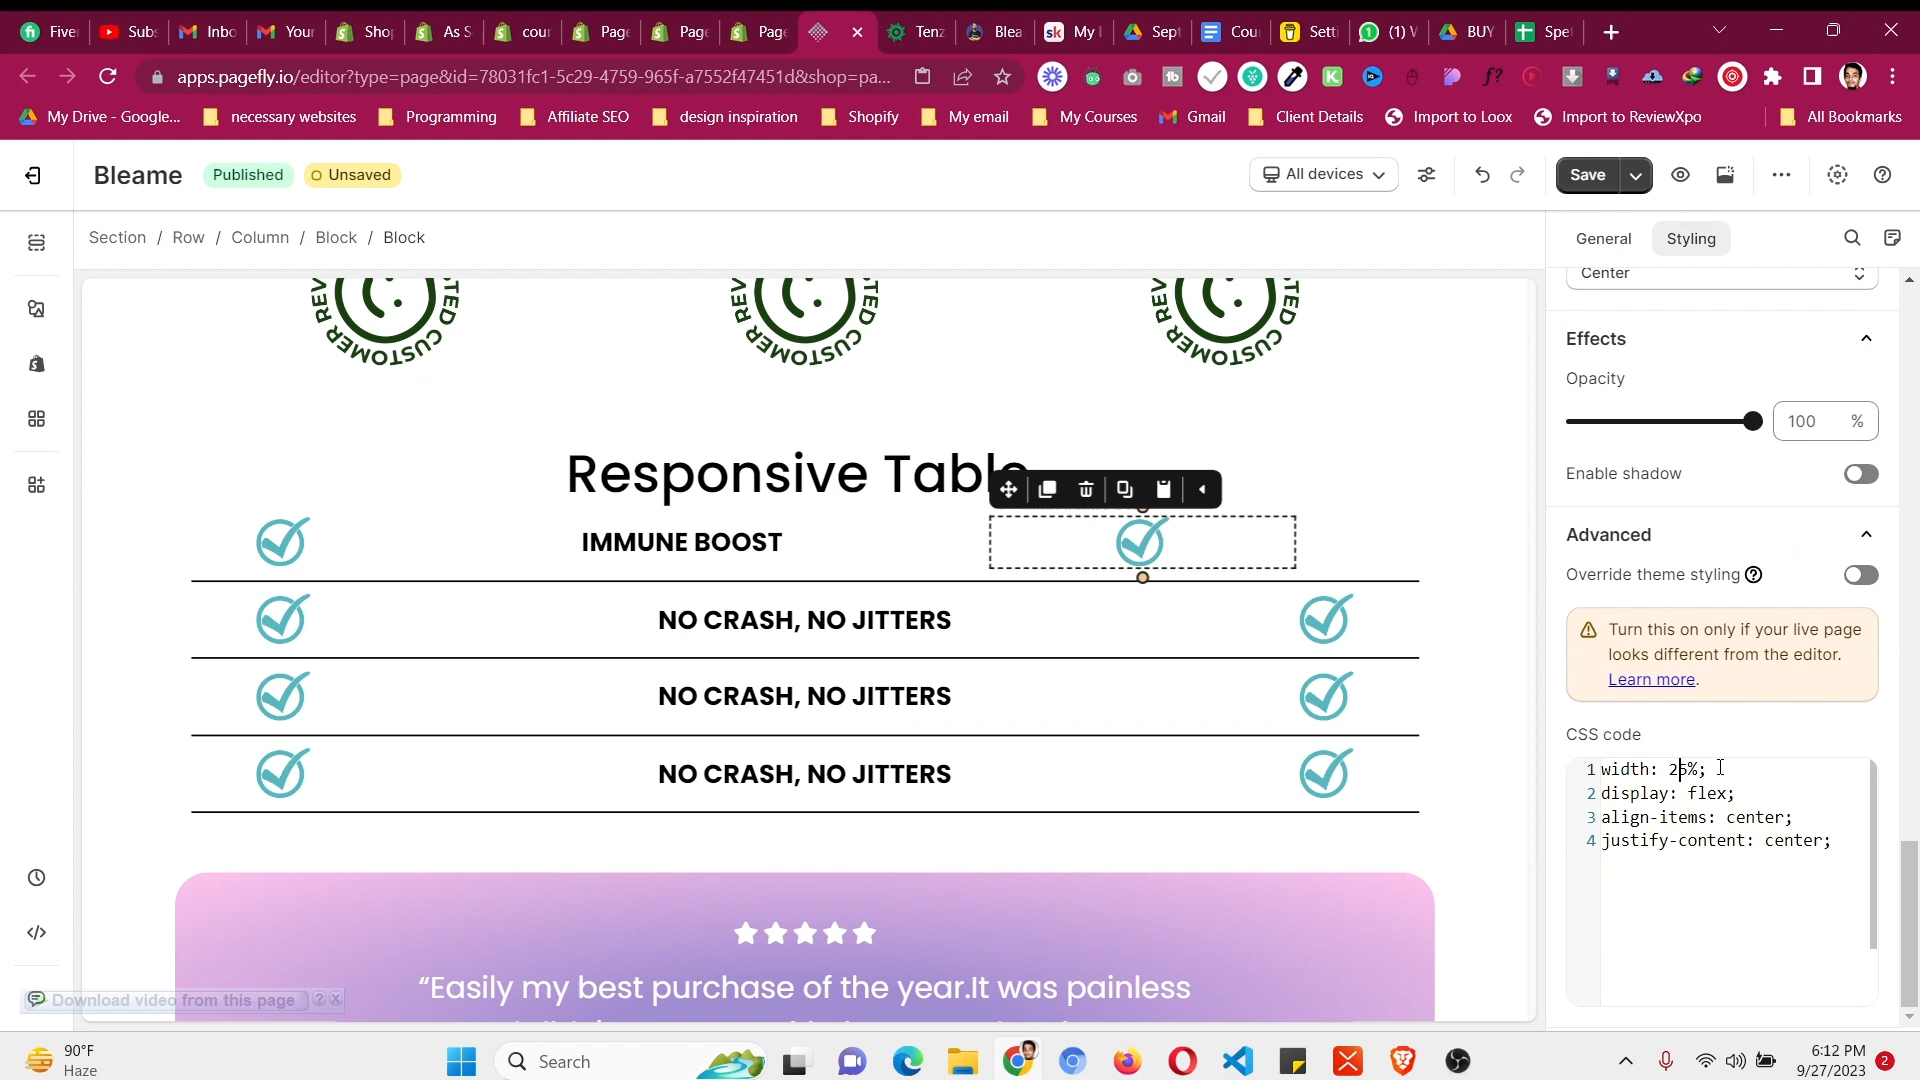 Five
Subs
Inbo
Your
Shop
As S
cour
Page
Page
Page
Tenz
Blea
My I
Sept
Cour
Setti
(1) V
BUY
Spe
apps.pagefly.io/editor?type=page&id=78031fc1-5c29-4759-965f-a7552f47451d&shop=pa...
My Drive - Google...
necessary websites
Programming
Affiliate SEO
design inspiration
Shopify
My email
My Courses
Gmail
Client Details
Import to Loox
Import to ReviewXpo
All Bookmarks
Bleame
Published
Unsaved
All devices
Save
Section / Row / Column / Block / Block
General
Styling
Center
Effects
Opacity
100 %
Enable shadow
Advanced
Override theme styling
Turn this on only if your live page
looks different from the editor.
Learn more.
CSS code
1 width: 25%;
2 display: flex;
3 align-items: center;
4 justify-content: center;
Responsive Table
IMMUNE BOOST
NO CRASH, NO JITTERS
NO CRASH, NO JITTERS
NO CRASH, NO JITTERS
“Easily my best purchase of the year.It was painless
Download video from this page
90°F
Haze
Search
6:12 PM
9/27/2023
2